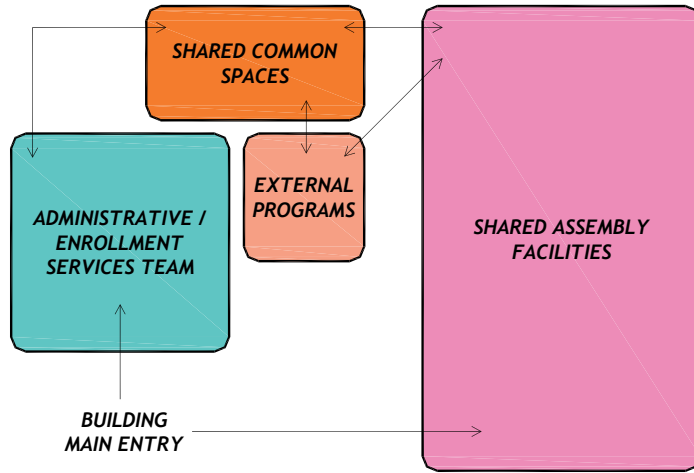 SHARED COMMON
SPACES
EXTERNAL
PROGRAMS
ADMINISTRATIVE /
ENROLLMENT
SERVICES TEAM
SHARED ASSEMBLY
FACILITIES
BUILDING
MAIN ENTRY